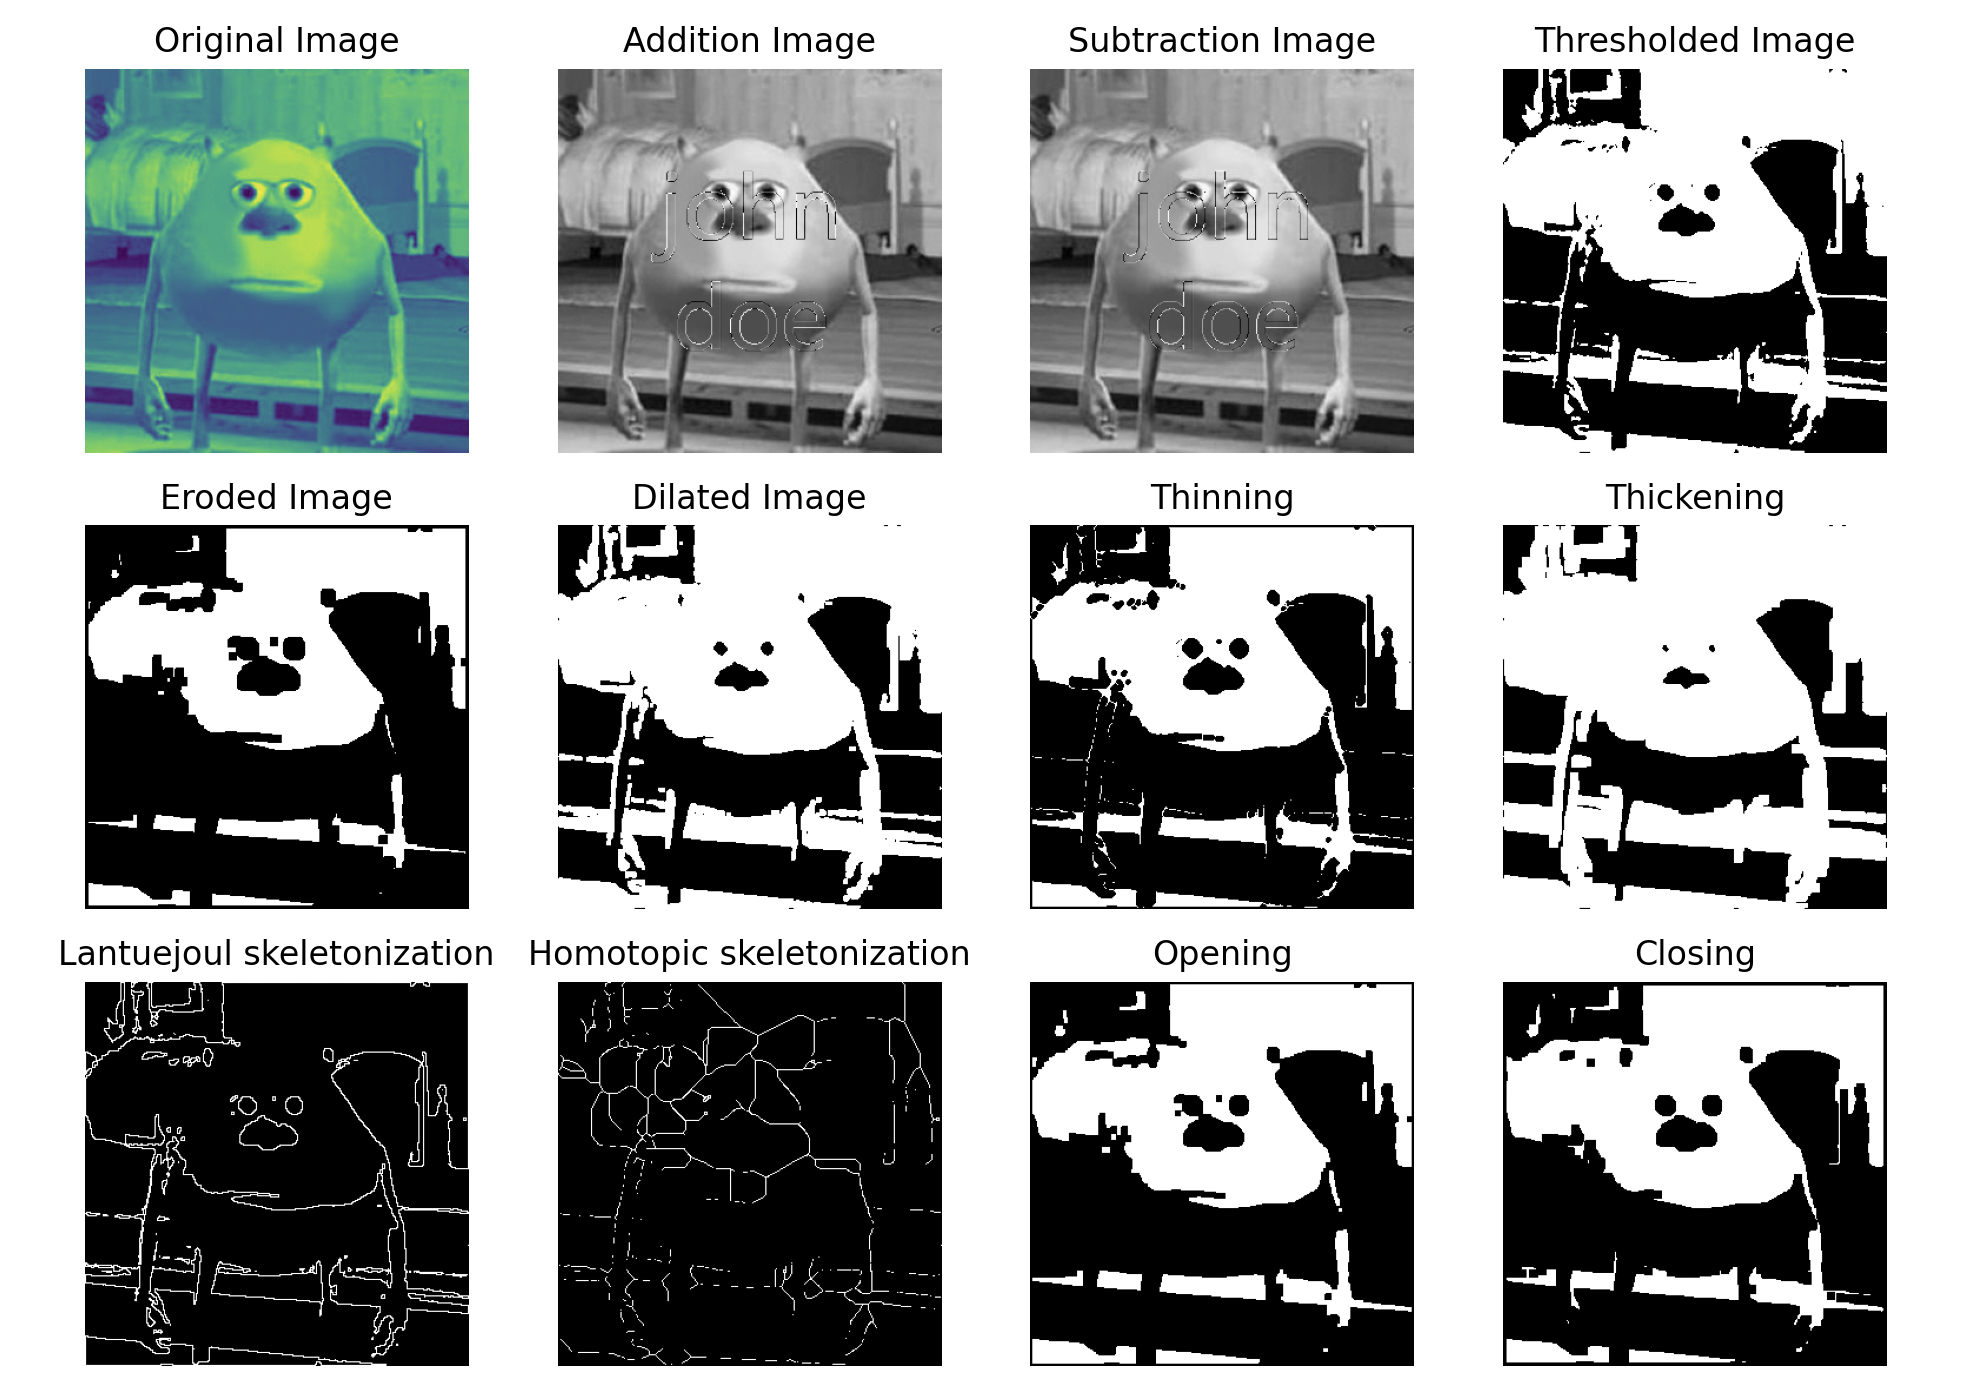 Original Image
Addition Image
Subtraction Image
Thresholded Image
john
doe
john
doe
Eroded Image
Dilated Image
Thinning
Thickening
Lantuejoul skeletonization
Homotopic skeletonization
Opening
Closing